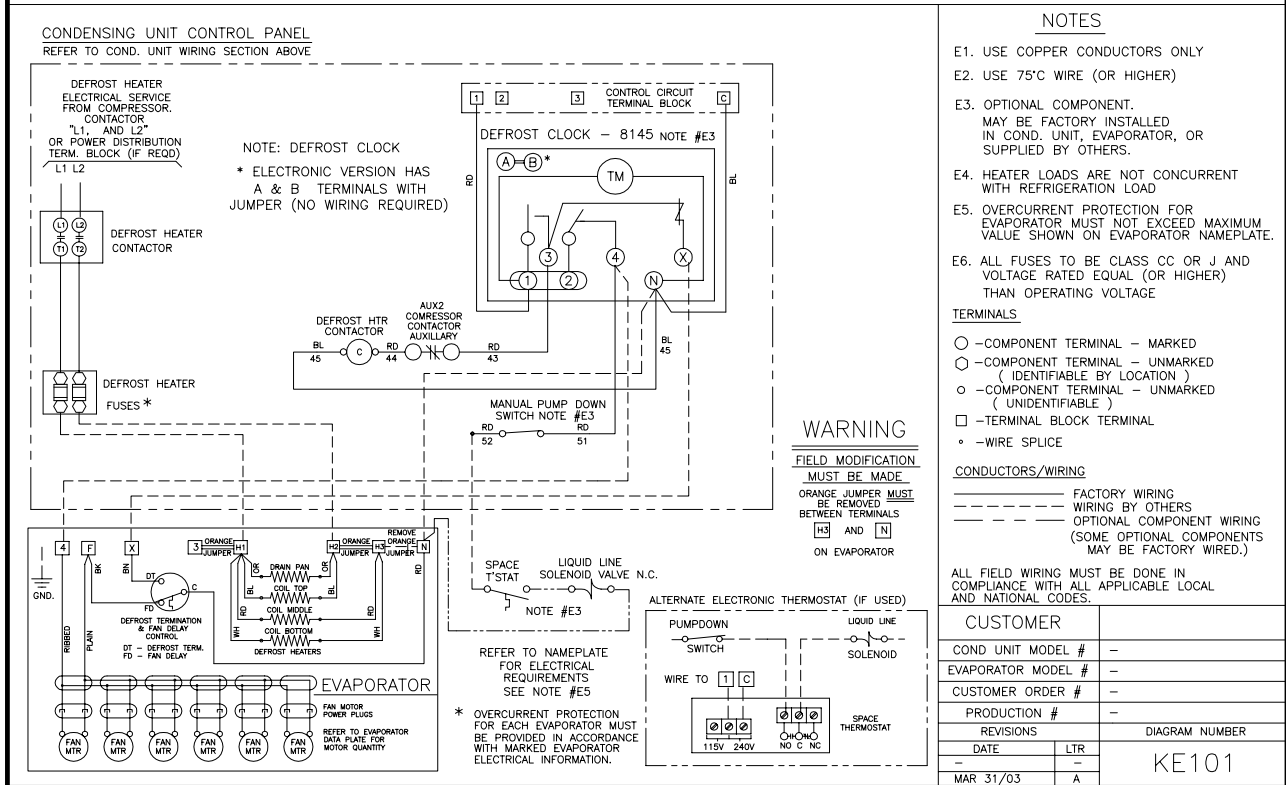 CONDENSING UNIT CONTROL PANEL
REFER TO COND. UNIT WIRING SECTION ABOVE
DEFROST HEATER
ELECTRICAL SERVICE
FROM COMPRESSOR.
CONTACTOR
"L1, AND L2"
OR POWER DISTRIBUTION
TERM. BLOCK (IF REQD)
L1 L2
L1 L2
T1 T2
DEFROST HEATER
CONTACTOR
NOTE: DEFROST CLOCK
* ELECTRONIC VERSION HAS
A & B TERMINALS WITH
JUMPER (NO WIRING REQUIRED)
1 2 3 CONTROL CIRCUIT
TERMINAL BLOCK C
DEFROST CLOCK - 8145 NOTE #E3
A B *
TM
RD
BL
3 4 X
1 2 N
DEFROST HTR
CONTACTOR
AUX2
COMRESSOR
CONTACTOR
AUXILLARY
BL
45
C
RD
44
RD
43
BL
45
DEFROST HEATER
FUSES *
MANUAL PUMP DOWN
SWITCH NOTE #E3
RD
52
RD
51
WARNING
FIELD MODIFICATION
MUST BE MADE
ORANGE JUMPER MUST
BE REMOVED
BETWEEN TERMINALS
H3 AND N
ON EVAPORATOR
4 F X 3 ORANGE JUMPER H1 H2 ORANGE JUMPER H3 REMOVE ORANGE JUMPER N
GND.
BK
BN
DT
C
FD
DEFROST TERMINATION
& FAN DELAY
CONTROL
DT - DEFROST TERM.
FD - FAN DELAY
RIBBED
PLAIN
OR DRAIN PAN OR
BL COIL TOP BL
RD COIL MIDDLE RD
WH COIL BOTTOM WH
DEFROST HEATERS
RD
EVAPORATOR
FAN MOTOR
POWER PLUGS
REFER TO EVAPORATOR
DATA PLATE FOR
MOTOR QUANTITY
FAN MTR
FAN MTR
FAN MTR
FAN MTR
FAN MTR
FAN MTR
SPACE
T'STAT
LIQUID LINE
SOLENOID VALVE N.C.
NOTE #E3
REFER TO NAMEPLATE
FOR ELECTRICAL
REQUIREMENTS
SEE NOTE #E5
* OVERCURRENT PROTECTION
FOR EACH EVAPORATOR MUST
BE PROVIDED IN ACCORDANCE
WITH MARKED EVAPORATOR
ELECTRICAL INFORMATION.
ALTERNATE ELECTRONIC THERMOSTAT (IF USED)
PUMPDOWN
SWITCH
LIQUID LINE
SOLENOID
WIRE TO 1 C
115V 240V
NO C NC
SPACE
THERMOSTAT
NOTES
E1. USE COPPER CONDUCTORS ONLY
E2. USE 75°C WIRE (OR HIGHER)
E3. OPTIONAL COMPONENT.
MAY BE FACTORY INSTALLED
IN COND. UNIT, EVAPORATOR, OR
SUPPLIED BY OTHERS.
E4. HEATER LOADS ARE NOT CONCURRENT
WITH REFRIGERATION LOAD
E5. OVERCURRENT PROTECTION FOR
EVAPORATOR MUST NOT EXCEED MAXIMUM
VALUE SHOWN ON EVAPORATOR NAMEPLATE.
E6. ALL FUSES TO BE CLASS CC OR J AND
VOLTAGE RATED EQUAL (OR HIGHER)
THAN OPERATING VOLTAGE
TERMINALS
-COMPONENT TERMINAL - MARKED
-COMPONENT TERMINAL - UNMARKED
( IDENTIFIABLE BY LOCATION )
-COMPONENT TERMINAL - UNMARKED
( UNIDENTIFIABLE )
-TERMINAL BLOCK TERMINAL
-WIRE SPLICE
CONDUCTORS/WIRING
FACTORY WIRING
WIRING BY OTHERS
OPTIONAL COMPONENT WIRING
(SOME OPTIONAL COMPONENTS
MAY BE FACTORY WIRED.)
ALL FIELD WIRING MUST BE DONE IN
COMPLIANCE WITH ALL APPLICABLE LOCAL
AND NATIONAL CODES.
CUSTOMER
COND UNIT MODEL # -
EVAPORATOR MODEL # -
CUSTOMER ORDER # -
PRODUCTION # -
REVISIONS DIAGRAM NUMBER
DATE LTR
- -
MAR 31/03 A
KE101